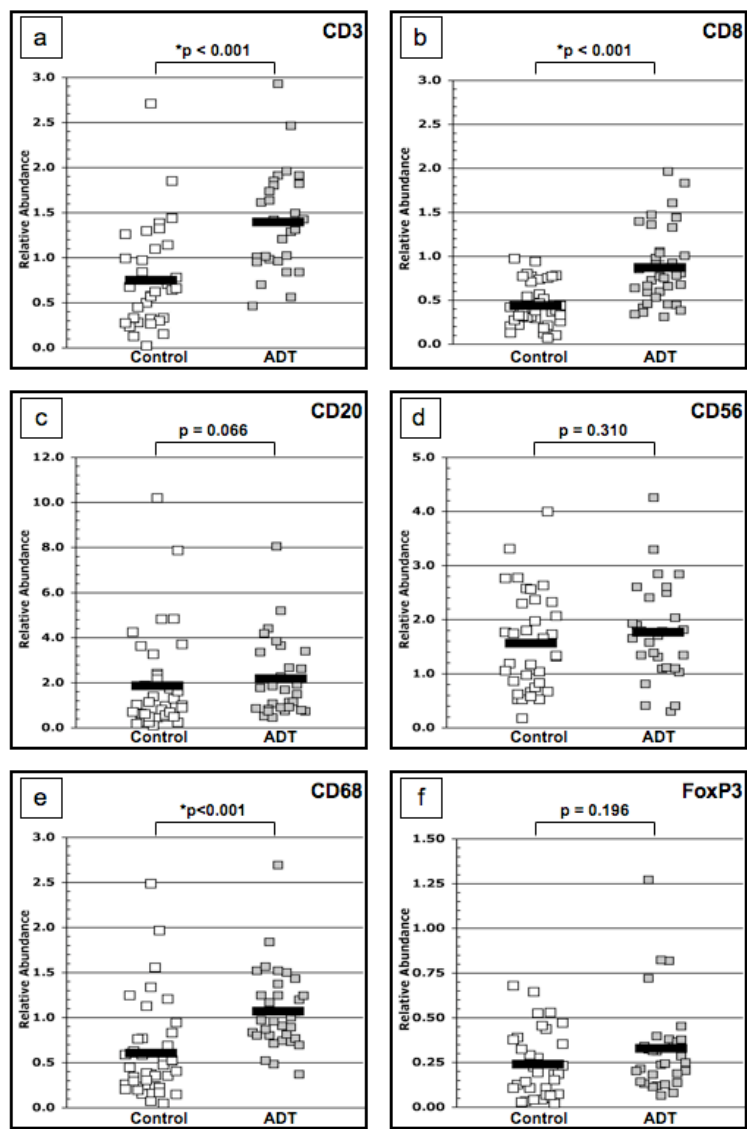 a
CD3
*p < 0.001
3.0
2.5
2.0
1.5
1.0
0.5
0.0
Relative Abundance
Control
ADT
b
CD8
*p < 0.001
3.0
2.5
2.0
1.5
1.0
0.5
0.0
Relative Abundance
Control
ADT
c
CD20
p = 0.066
12.0
10.0
8.0
6.0
4.0
2.0
0.0
Relative Abundance
Control
ADT
d
CD56
p = 0.310
5.0
4.0
3.0
2.0
1.0
0.0
Relative Abundance
Control
ADT
e
CD68
*p<0.001
3.0
2.5
2.0
1.5
1.0
0.5
0.0
Relative Abundance
Control
ADT
f
FoxP3
p = 0.196
1.50
1.25
1.00
0.75
0.50
0.25
0.00
Relative Abundance
Control
ADT